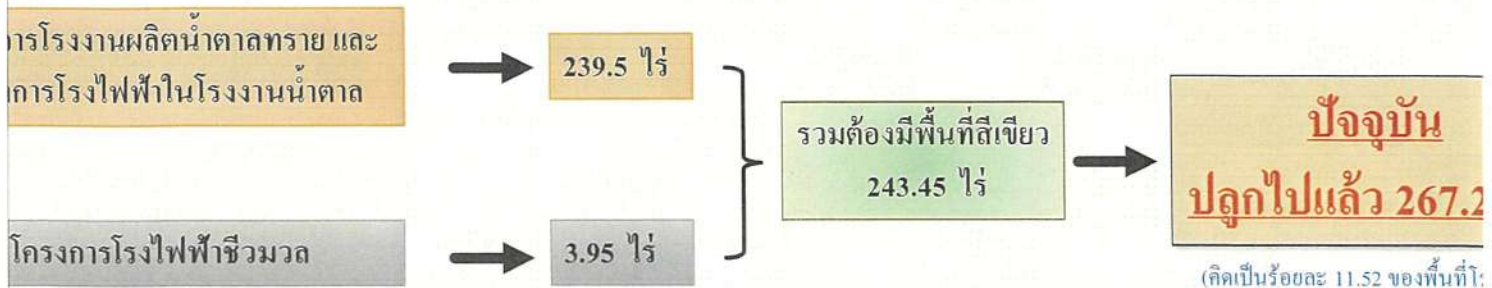 การโรงงานผลิตน้ำตาลทราย และ
การโรงไฟฟ้าในโรงงานน้ำตาล
239.5 ไร่
รวมต้องมีพื้นที่สีเขียว
243.45 ไร่
ปัจจุบัน
ปลูกไปแล้ว 267.2
โครงการโรงไฟฟ้าชีวมวล
3.95 ไร่
(คิดเป็นร้อยละ 11.52 ของพื้นที่โร